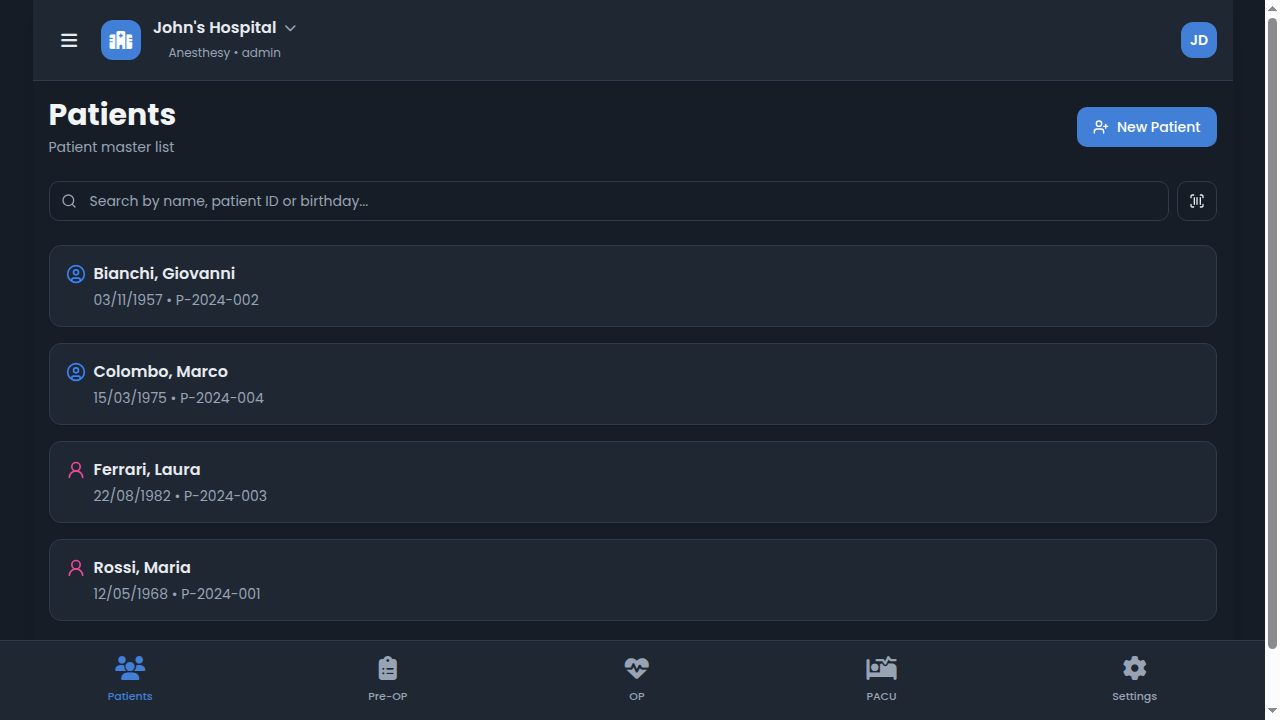 John's Hospital
Anesthesy • admin
JD
Patients
Patient master list
New Patient
Search by name, patient ID or birthday...
Bianchi, Giovanni
03/11/1957 • P-2024-002
Colombo, Marco
15/03/1975 • P-2024-004
Ferrari, Laura
22/08/1982 • P-2024-003
Rossi, Maria
12/05/1968 • P-2024-001
Patients
Pre-OP
OP
PACU
Settings